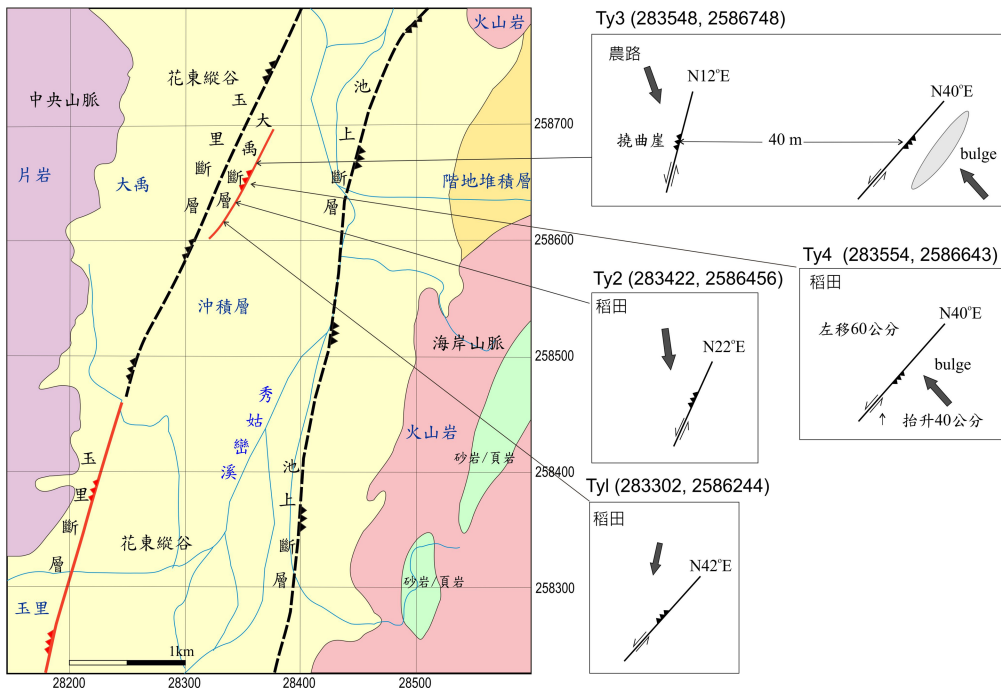 火山岩
花東縱谷
中央山脈
玉里斷層
大禹斷層
池上斷層
片岩
大禹
階地堆積層
沖積層
海岸山脈
秀姑巒溪
火山岩
砂岩/頁岩
玉里斷層
池上斷層
花東縱谷
砂岩/頁岩
玉里
1km
28200
28300
28400
28500
258700
258600
258500
258400
258300
Ty3 (283548, 2586748)
農路
N12°E
N40°E
撓曲崖
40 m
bulge
Ty4 (283554, 2586643)
稻田
N40°E
左移60公分
bulge
抬升40公分
Ty2 (283422, 2586456)
稻田
N22°E
Tyl (283302, 2586244)
稻田
N42°E